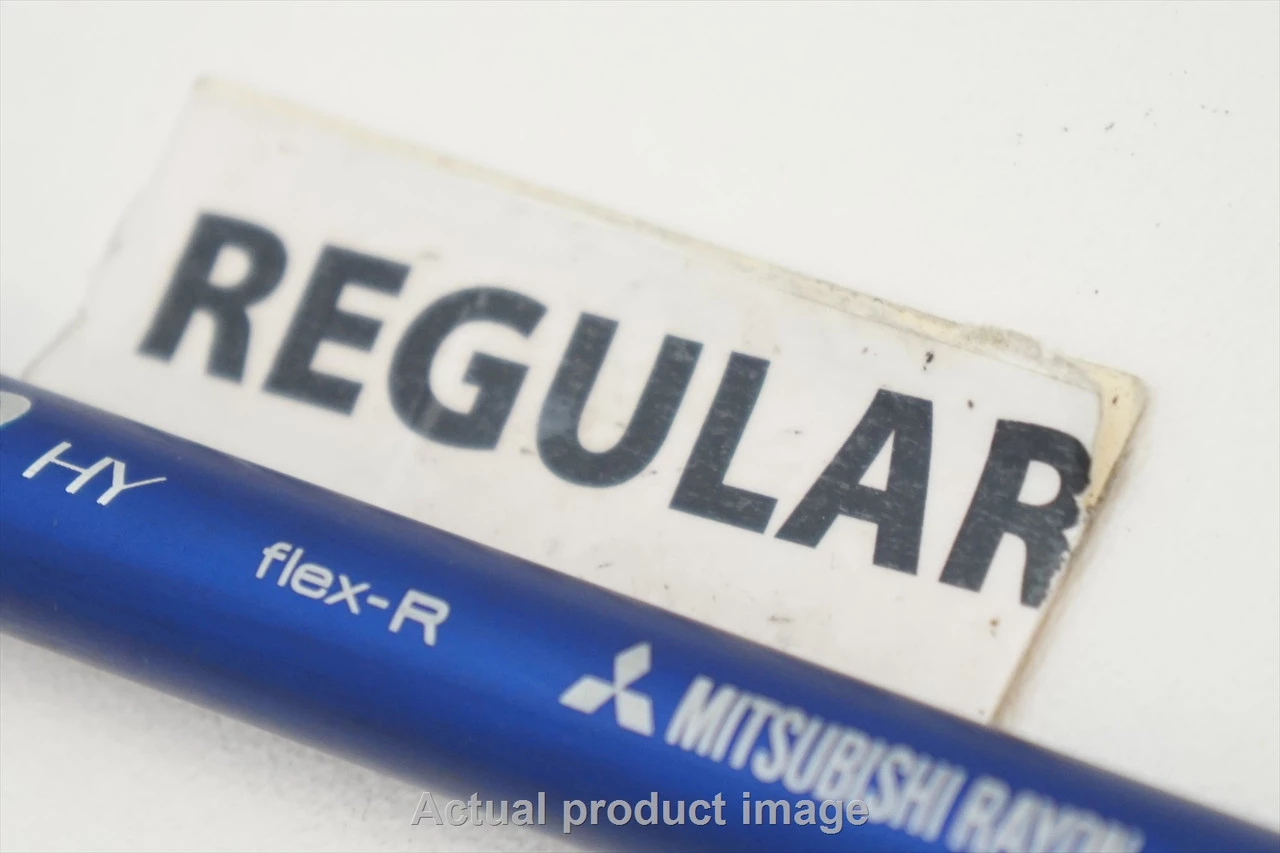 REGULAR
HY
flex-R
MITSUBISHI RAYON
Actual product image